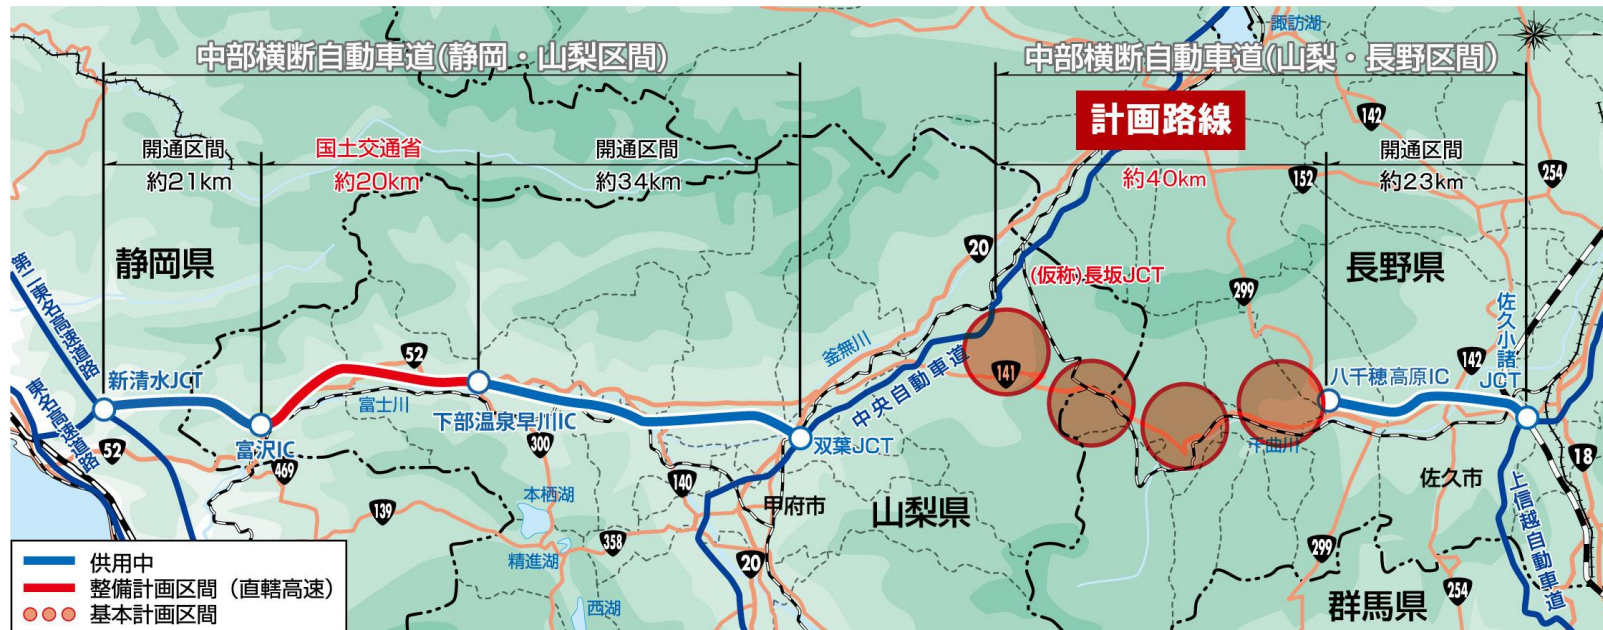 中部横断自動車道(静岡・山梨区間)
中部横断自動車道(山梨・長野区間)
諏訪湖
計画路線
開通区間
約21km
国土交通省
約20km
開通区間
約34km
約40km
開通区間
約23km
142
254
152
静岡県
20
(仮称)長坂JCT
長野県
299
第二東名高速道路
釜無川
佐久小諸JCT
52
142
新清水JCT
中央自動車道
141
八千穂高原IC
東名高速道路
富士川
下部温泉早川IC
富沢IC
52
300
双葉JCT
千曲川
18
469
140
佐久市
本栖湖
139
甲府市
山梨県
上信越自動車道
精進湖
358
20
299
254
西湖
群馬県
供用中
整備計画区間(直轄高速)
基本計画区間